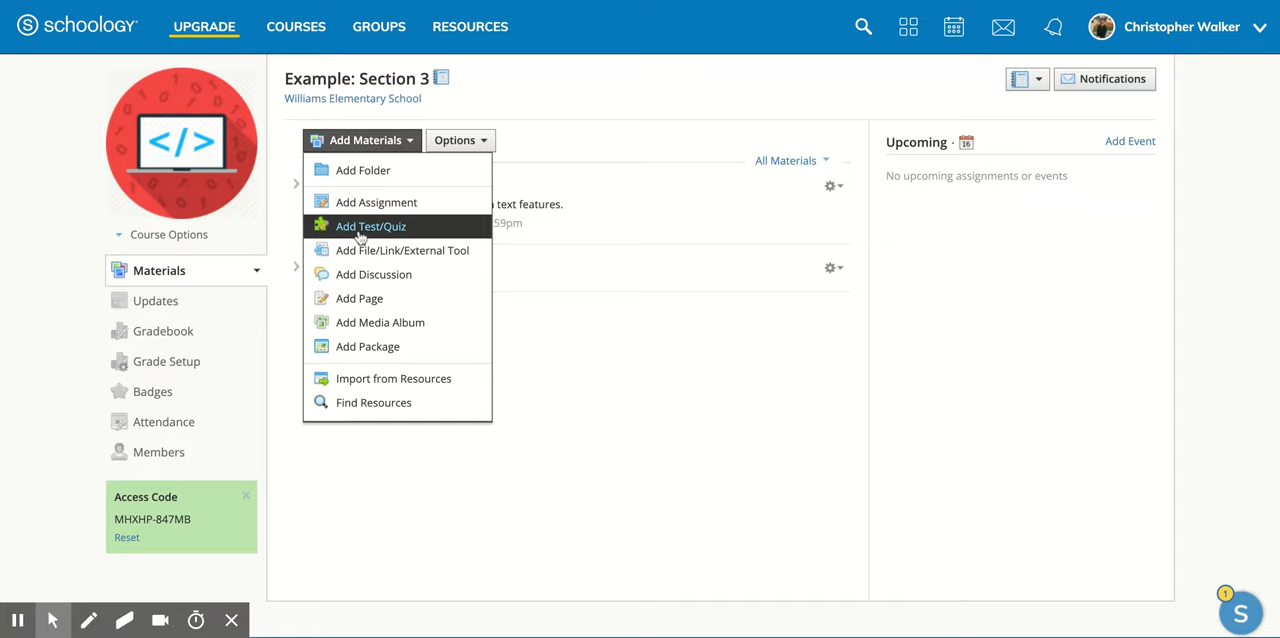 schoology
UPGRADE
COURSES
GROUPS
RESOURCES
Christopher Walker
Example: Section 3
Williams Elementary School
Notifications
Add Materials
Options
All Materials
Add Folder
Add Assignment
Add Test/Quiz
Add File/Link/External Tool
Add Discussion
Add Page
Add Media Album
Add Package
Import from Resources
Find Resources
text features.
:59pm
Upcoming · 16
Add Event
No upcoming assignments or events
Course Options
Materials
Updates
Gradebook
Grade Setup
Badges
Attendance
Members
Access Code
MHXHP-847MB
Reset
1
S